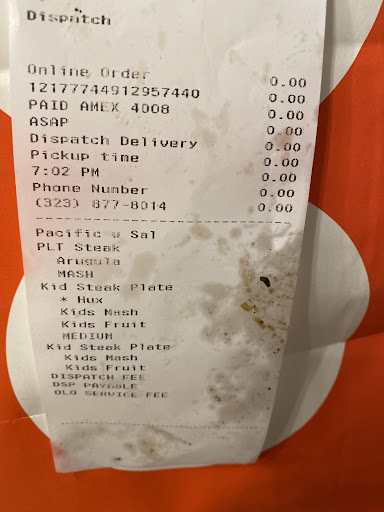 Dispatch
Online Order 0.00
12177744912957440 0.00
PAID AMEX 4008 0.00
ASAP 0.00
Dispatch Delivery 0.00
Pickup time 0.00
7:02 PM 0.00
Phone Number 0.00
(323) 877-8014 0.00
Pacific w Sal
PLT Steak
Arugula
MASH
Kid Steak Plate
* Hux
Kids Mash
Kids Fruit
MEDIUM
Kid Steak Plate
Kids Mash
Kids Fruit
DISPATCH FEE
DSP PAYABLE
OLO SERVICE FEE